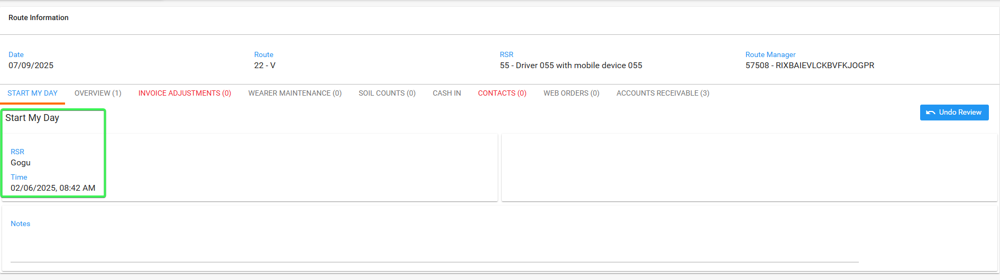 Route Information
Date
07/09/2025
Route
22 - V
RSR
55 - Driver 055 with mobile device 055
Route Manager
57508 - RIXBAIEVLCKBVFKJOGPR
START MY DAY OVERVIEW (1) INVOICE ADJUSTMENTS (0) WEARER MAINTENANCE (0) SOIL COUNTS (0) CASH IN CONTACTS (0) WEB ORDERS (0) ACCOUNTS RECEIVABLE (3)
Start My Day
Undo Review
RSR
Gogu
Time
02/06/2025, 08:42 AM
Notes